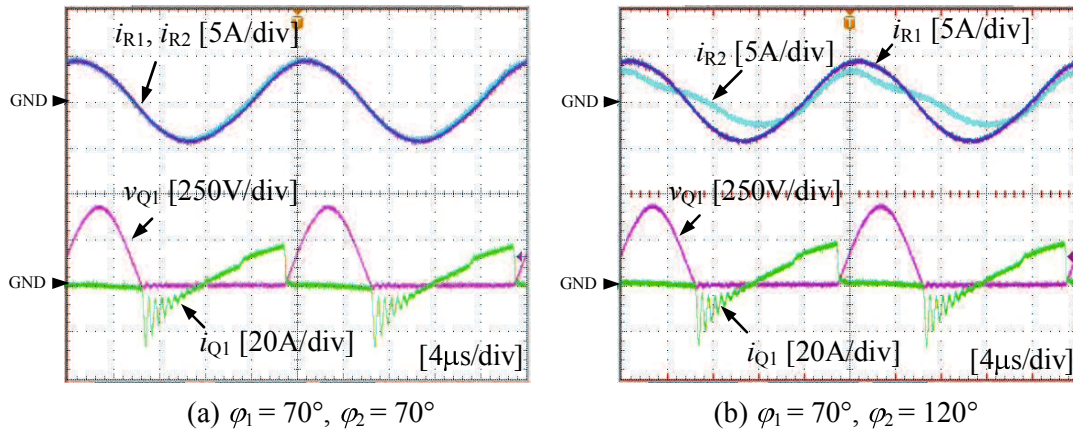 iR1, iR2 [5A/div]
GND
vQ1 [250V/div]
GND
iQ1 [20A/div]
[4μs/div]
(a) φ1 = 70°, φ2 = 70°
T
iR1 [5A/div]
iR2 [5A/div]
GND
vQ1 [250V/div]
GND
iQ1 [20A/div]
[4μs/div]
(b) φ1 = 70°, φ2 = 120°